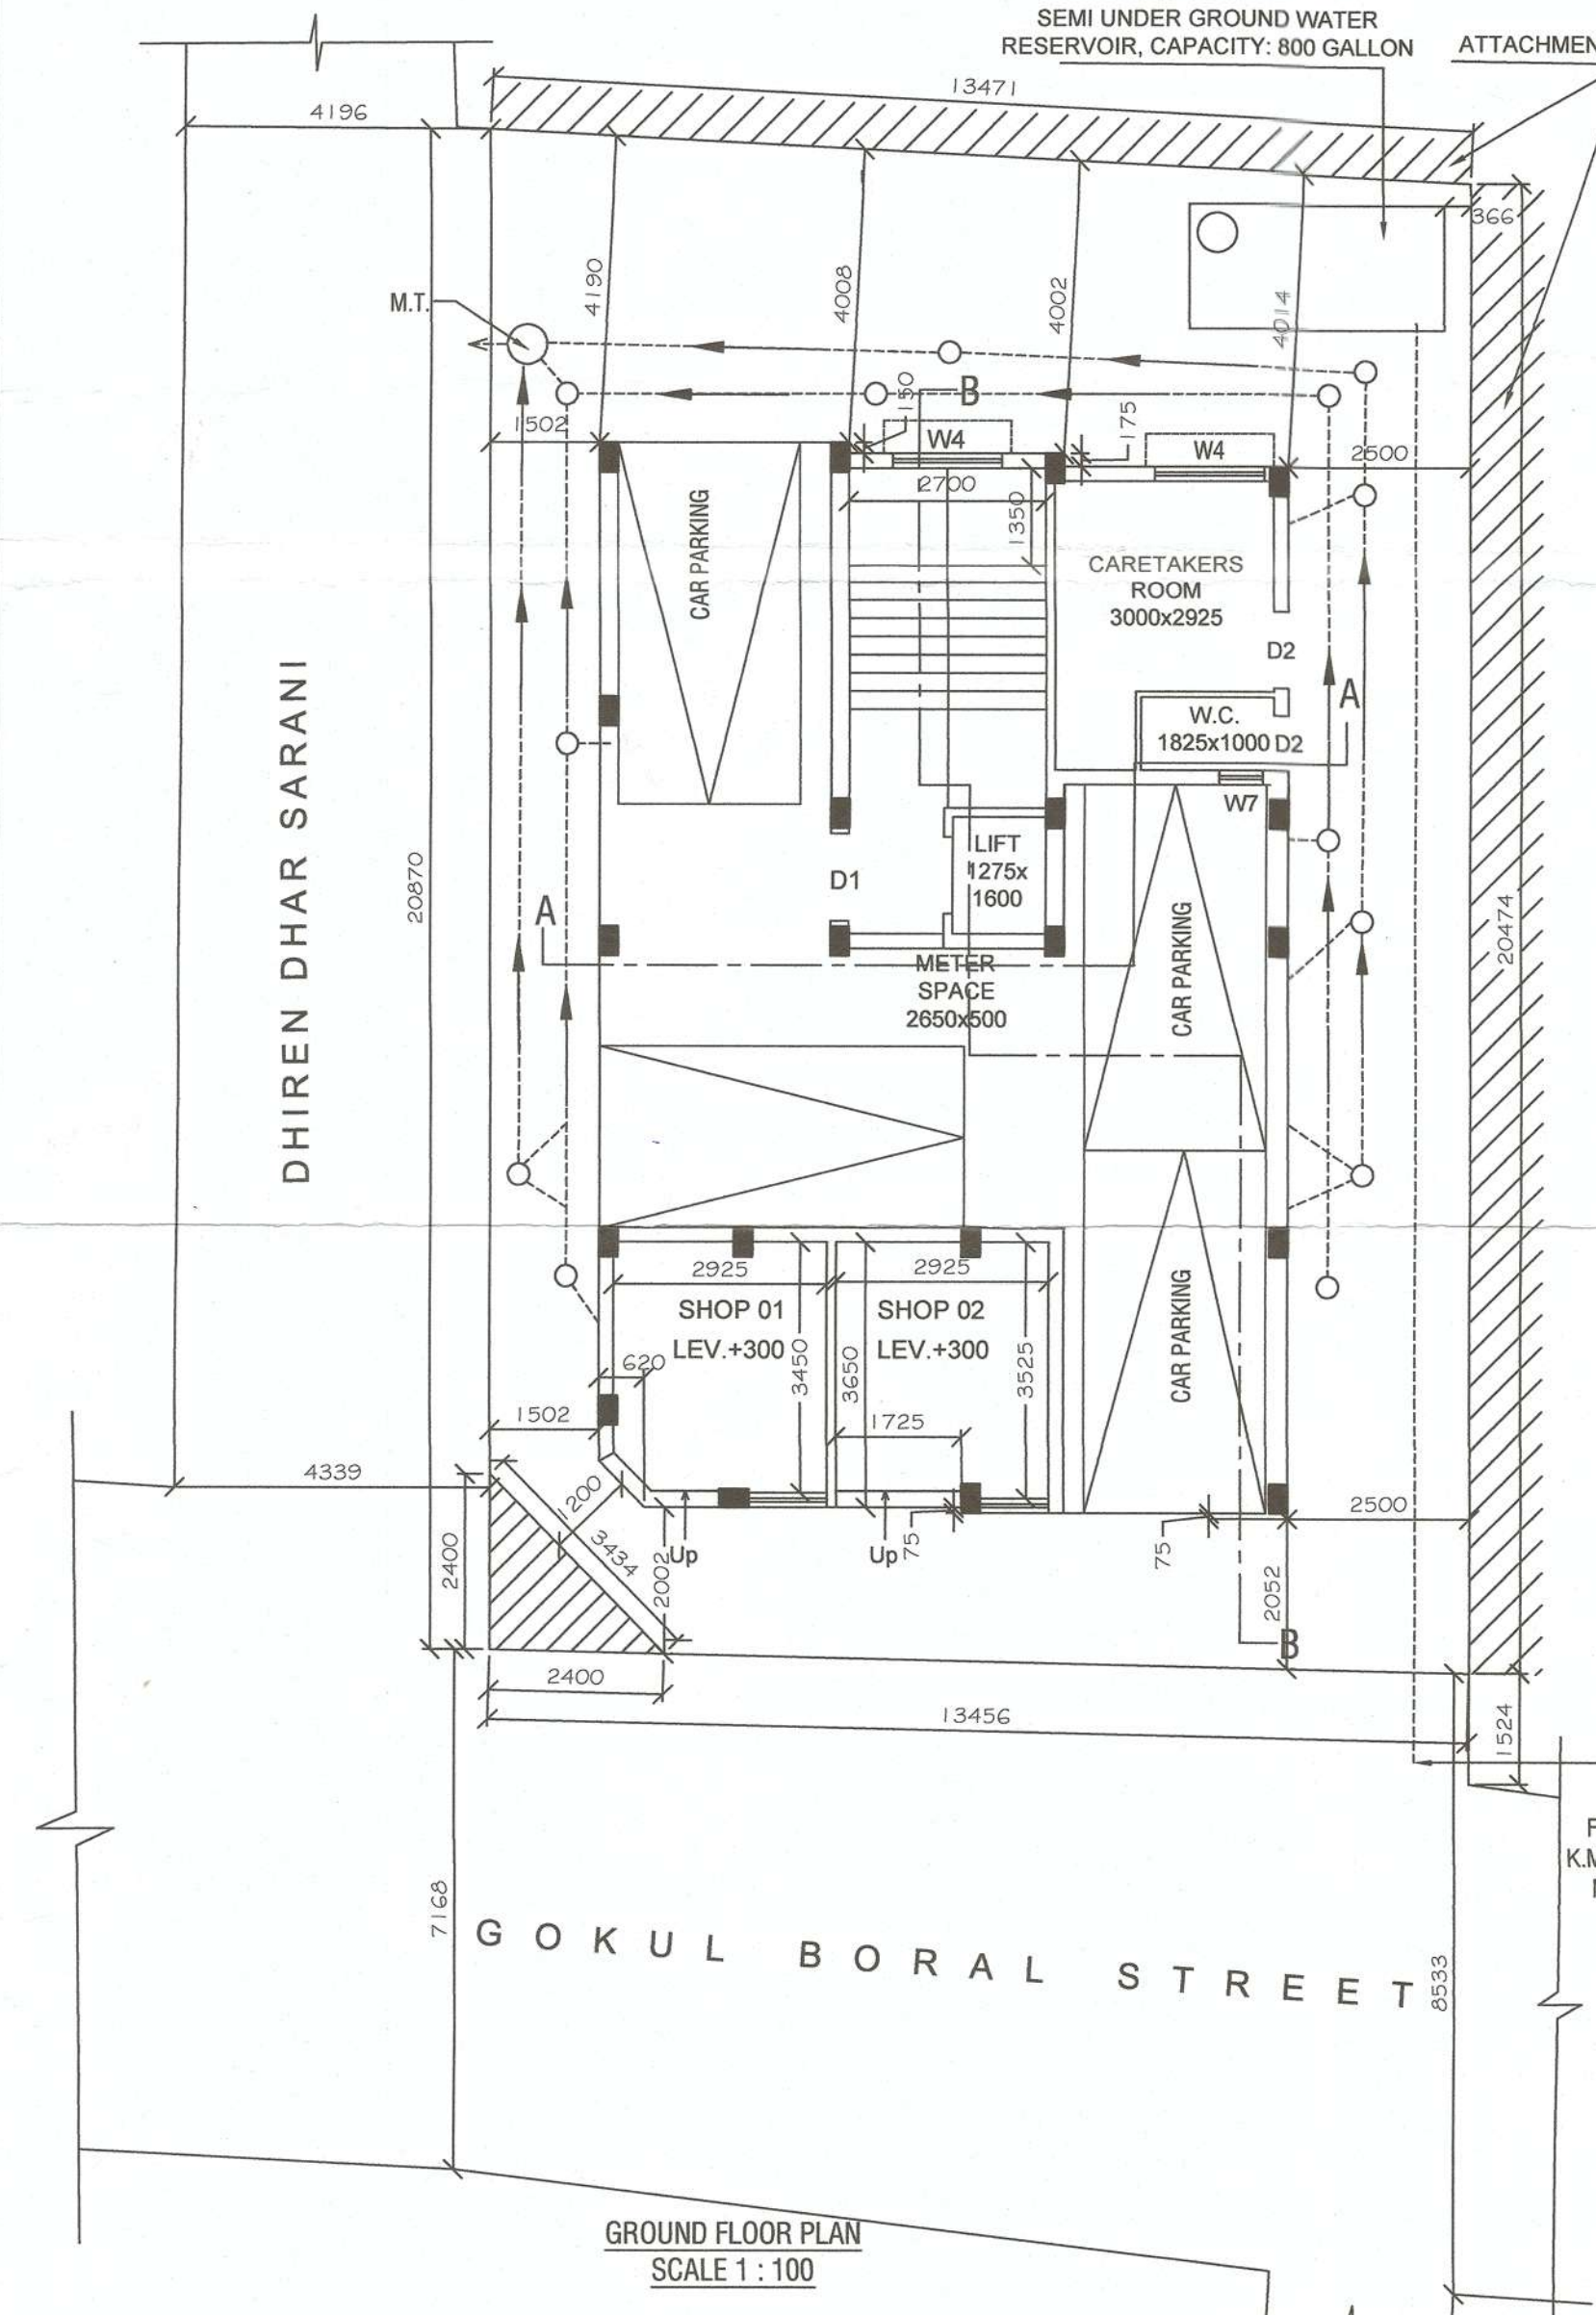 SEMI UNDER GROUND WATER
RESERVOIR, CAPACITY: 800 GALLON
ATTACHMEN
13471
4196
366
4190
4008
4002
4014
M.T.
150
B
175
1502
W4
W4
2500
2700
1350
CAR PARKING
CARETAKERS
ROOM
3000x2925
D2
A
W.C.
1825x1000 D2
W7
DHIREN DHAR SARANI
20870
LIFT
1275x
1600
D1
A
CAR PARKING
20474
METER
SPACE
2650x500
2925
2925
SHOP 01
LEV.+300
SHOP 02
LEV.+300
620
3450
3650
3525
CAR PARKING
1502
1725
4339
1200
3434
2400
2002
Up
Up
75
75
2500
2052
B
2400
13456
1524
K.M
7168
GOKUL BORAL STREET
8533
GROUND FLOOR PLAN
SCALE 1 : 100